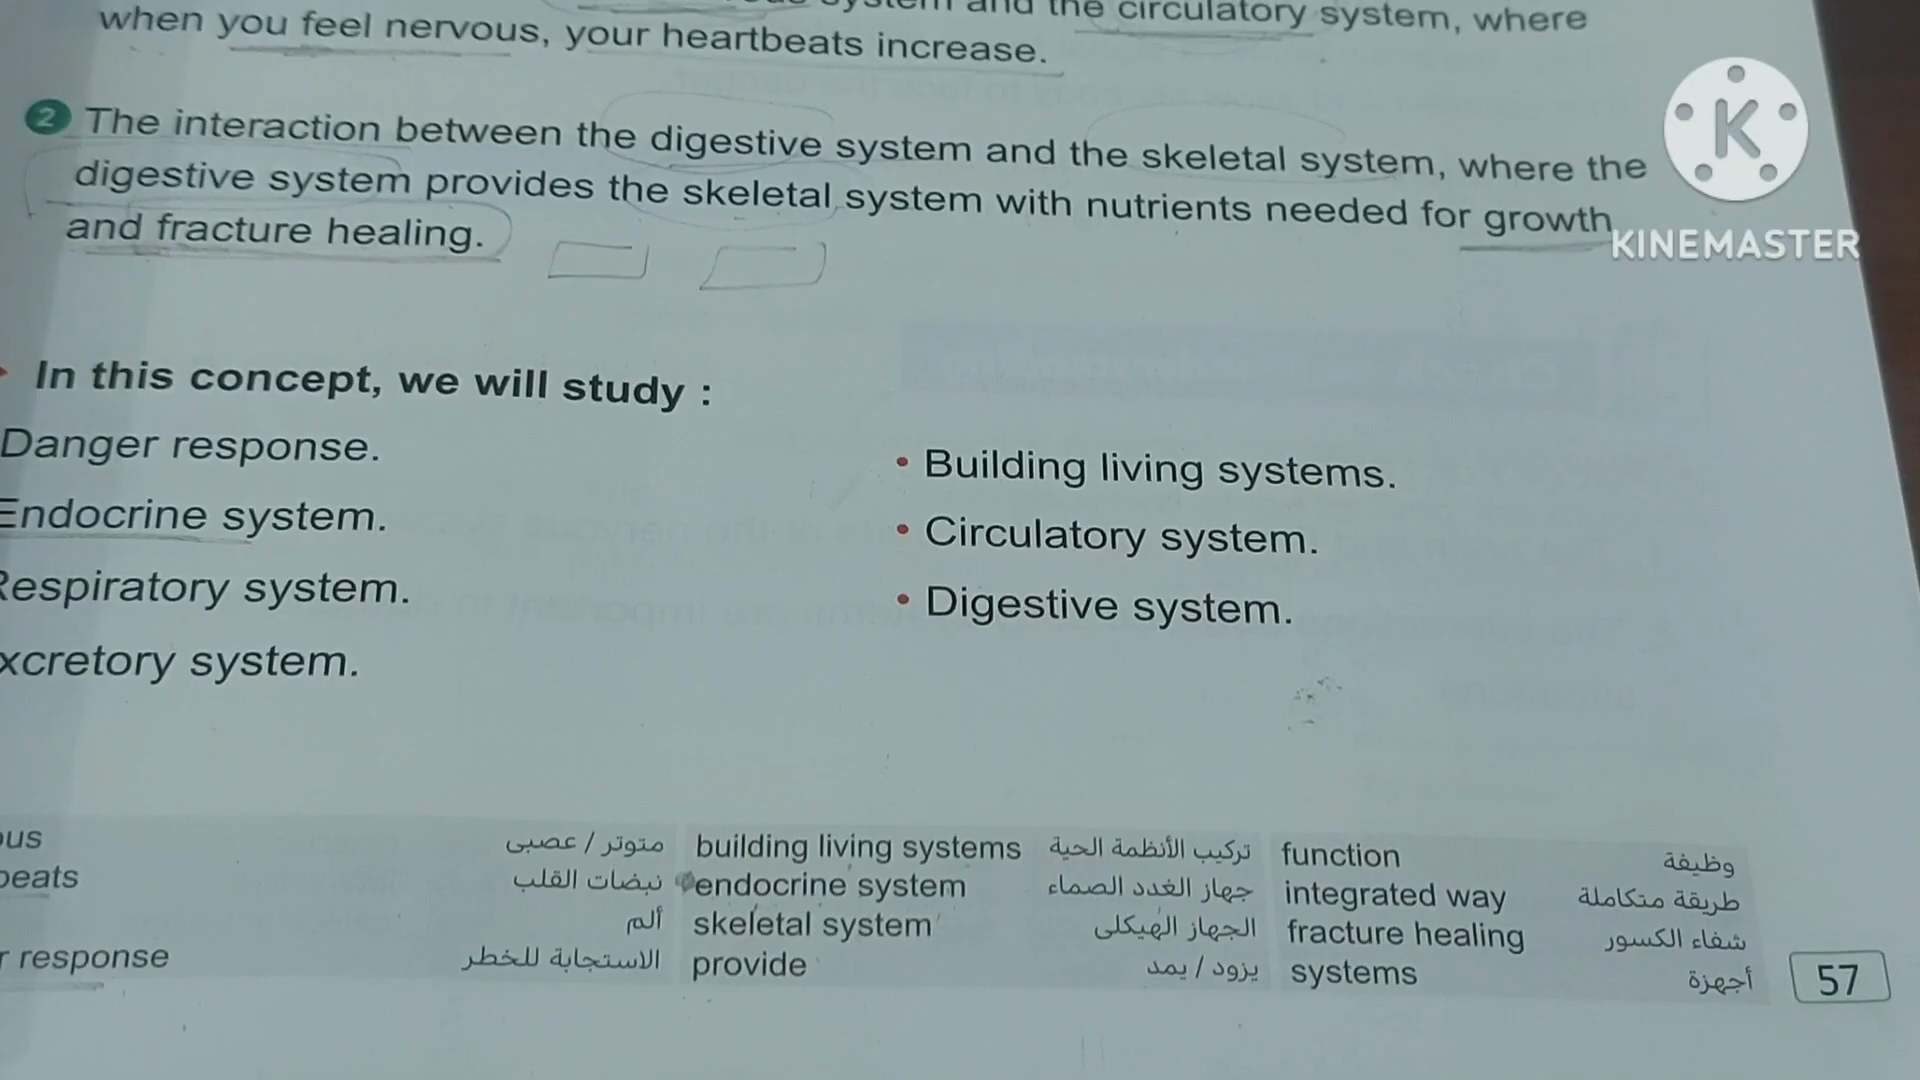 and the circulatory system, where
when you feel nervous, your heartbeats increase.
2 The interaction between the digestive system and the skeletal system, where the
digestive system provides the skeletal system with nutrients needed for growth
and fracture healing.
K
KINEMASTER
In this concept, we will study :
Danger response.
• Building living systems.
Endocrine system.
• Circulatory system.
Respiratory system.
• Digestive system.
xcretory system.
ous متوتر / عصبى building living systems تركيب الأنظمة الحية function وظيفة
beats نبضات القلب endocrine system جهاز الغدد الصماء integrated way طريقة متكاملة
ألم skeletal system الجهاز الهيكلى fracture healing شفاء الكسور
r response الاستجابة للخطر provide يزود / يمد systems أجهزة
57